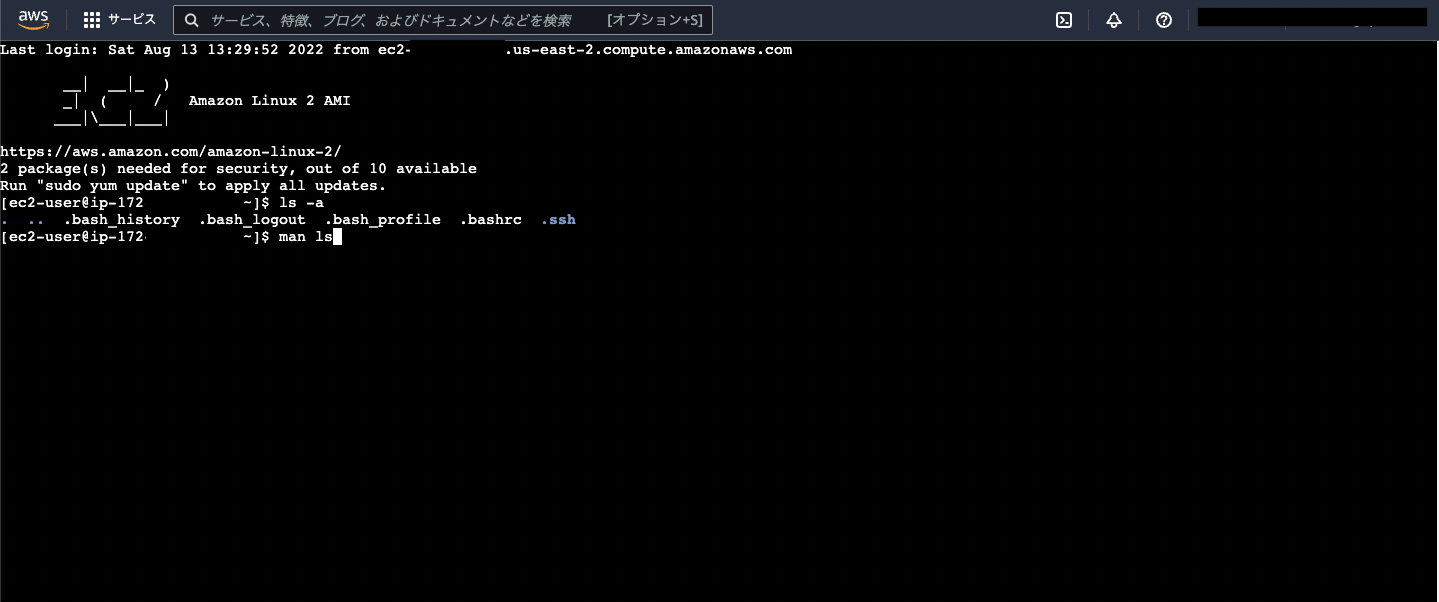 aws サービス サービス、特徴、ブログ、およびドキュメントなどを検索 [オプション+S]
Last login: Sat Aug 13 13:29:52 2022 from ec2- .us-east-2.compute.amazonaws.com
       __|  __|_  )
       _|  (     /   Amazon Linux 2 AMI
      ___|\___|___|
https://aws.amazon.com/amazon-linux-2/
2 package(s) needed for security, out of 10 available
Run "sudo yum update" to apply all updates.
[ec2-user@ip-172 ~]$ ls -a
.  ..  .bash_history  .bash_logout  .bash_profile  .bashrc  .ssh
[ec2-user@ip-172 ~]$ man ls